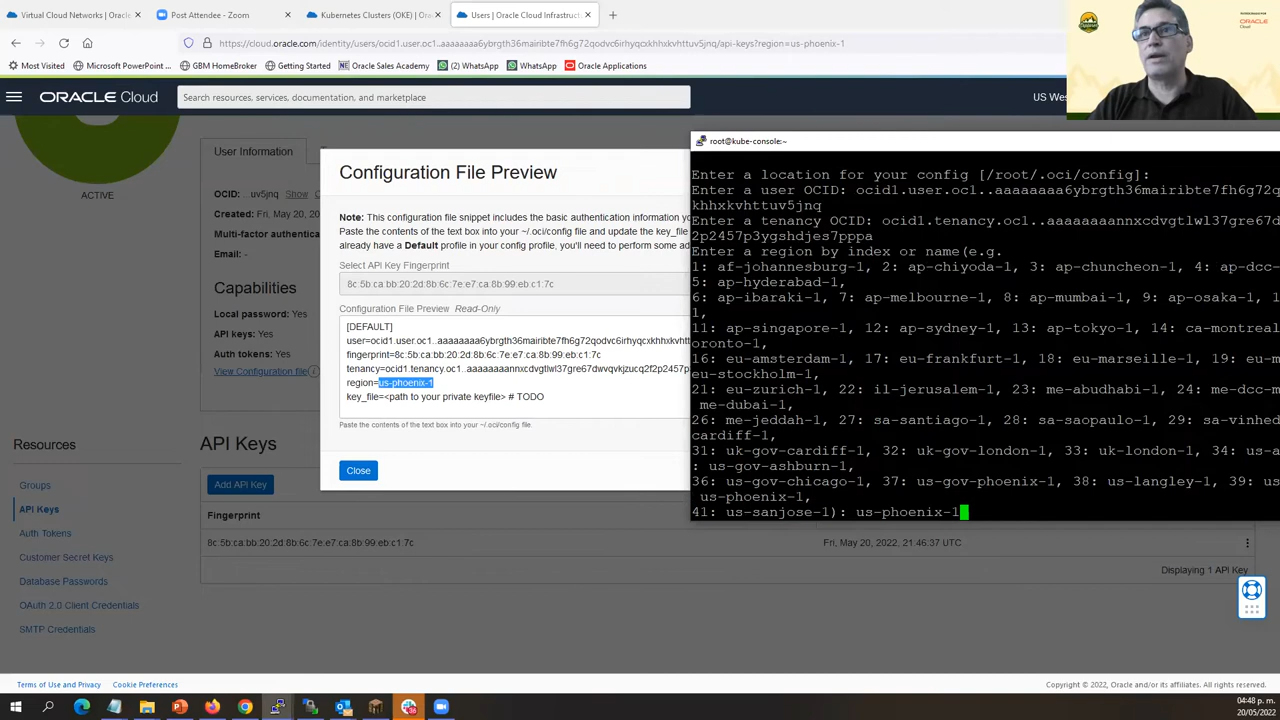 Virtual Cloud Networks | Oracle
Post Attendee - Zoom
Kubernetes Clusters (OKE) | Oracle
Users | Oracle Cloud Infrastruct
https://cloud.oracle.com/identity/users/ocid1.user.oc1..aaaaaaaa6ybrgth36mairibte7fh6g72qodvc6irhyqcxkhhxkvhttuv5jnq/api-keys?region=us-phoenix-1
Most Visited
Microsoft PowerPoint ...
GBM HomeBroker
Getting Started
Oracle Sales Academy
(2) WhatsApp
WhatsApp
Oracle Applications
ORACLE Cloud
Search resources, services, documentation, and marketplace
US We
ACTIVE
User Information
OCID: ...uv5jnq Show
Created: Fri, May 20,
Multi-factor authentica
Email: -
Capabilities
Local password: Yes
API keys: Yes
Auth tokens: Yes
View Configuration file
Configuration File Preview
Note: This configuration file snippet includes the basic authentication information yo
Paste the contents of the text box into your ~/.oci/config file and update the key_file
already have a Default profile in your config profile, you'll need to perform some ad
Select API Key Fingerprint
8c:5b:ca:bb:20:2d:8b:6c:7e:e7:ca:8b:99:eb:c1:7c
Configuration File Preview Read-Only
[DEFAULT]
user=ocid1.user.oc1..aaaaaaaa6ybrgth36mairibte7fh6g72qodvc6irhyqcxkhhxkvhtt
fingerprint=8c:5b:ca:bb:20:2d:8b:6c:7e:e7:ca:8b:99:eb:c1:7c
tenancy=ocid1.tenancy.oc1..aaaaaaaannxcdvgtlwl37gre67dwvqvkjzucq2f2p2457p
region=us-phoenix-1
key_file=<path to your private keyfile> # TODO
Paste the contents of the text box into your ~/.oci/config file.
Close
root@kube-console:~
Enter a location for your config [/root/.oci/config]:
Enter a user OCID: ocid1.user.oc1..aaaaaaaa6ybrgth36mairibte7fh6g72q
khhxkvhttuv5jnq
Enter a tenancy OCID: ocid1.tenancy.oc1..aaaaaaaannxcdvgtlwl37gre67d
2p2457p3ygshdjes7pppa
Enter a region by index or name(e.g.
1: af-johannesburg-1, 2: ap-chiyoda-1, 3: ap-chuncheon-1, 4: ap-dcc-
5: ap-hyderabad-1,
6: ap-ibaraki-1, 7: ap-melbourne-1, 8: ap-mumbai-1, 9: ap-osaka-1, 1
1,
11: ap-singapore-1, 12: ap-sydney-1, 13: ap-tokyo-1, 14: ca-montreal
oronto-1,
16: eu-amsterdam-1, 17: eu-frankfurt-1, 18: eu-marseille-1, 19: eu-m
eu-stockholm-1,
21: eu-zurich-1, 22: il-jerusalem-1, 23: me-abudhabi-1, 24: me-dcc-
me-dubai-1,
26: me-jeddah-1, 27: sa-santiago-1, 28: sa-saopaulo-1, 29: sa-vinhed
cardiff-1,
31: uk-gov-cardiff-1, 32: uk-gov-london-1, 33: uk-london-1, 34: us-a
: us-gov-ashburn-1,
36: us-gov-chicago-1, 37: us-gov-phoenix-1, 38: us-langley-1, 39: us
us-phoenix-1,
41: us-sanjose-1): us-phoenix-1
Resources
Groups
API Keys
Auth Tokens
Customer Secret Keys
Database Passwords
OAuth 2.0 Client Credentials
SMTP Credentials
API Keys
Add API Key
Fingerprint
8c:5b:ca:bb:20:2d:8b:6c:7e:e7:ca:8b:99:eb:c1:7c
Fri, May 20, 2022, 21:46:37 UTC
Displaying 1 API Key
Terms of Use and Privacy
Cookie Preferences
Copyright © 2022, Oracle and/or its affiliates. All rights reserved.
04:48 p. m.
20/05/2022